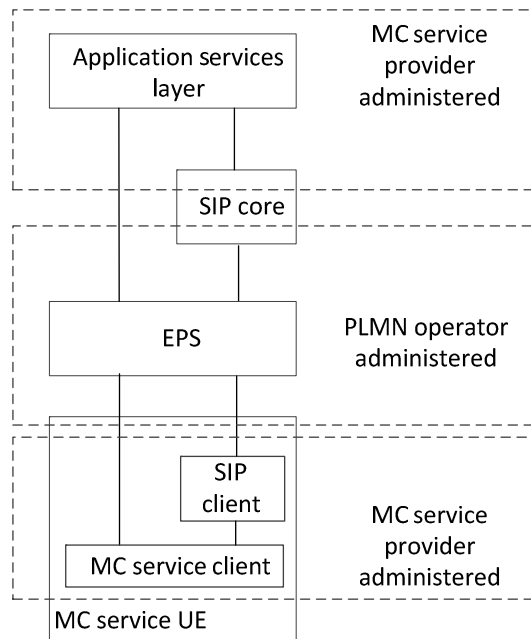 Application services
layer
MC service
provider
administered
SIP core
EPS
PLMN operator
administered
SIP
client
MC service client
MC service
provider
administered
MC service UE